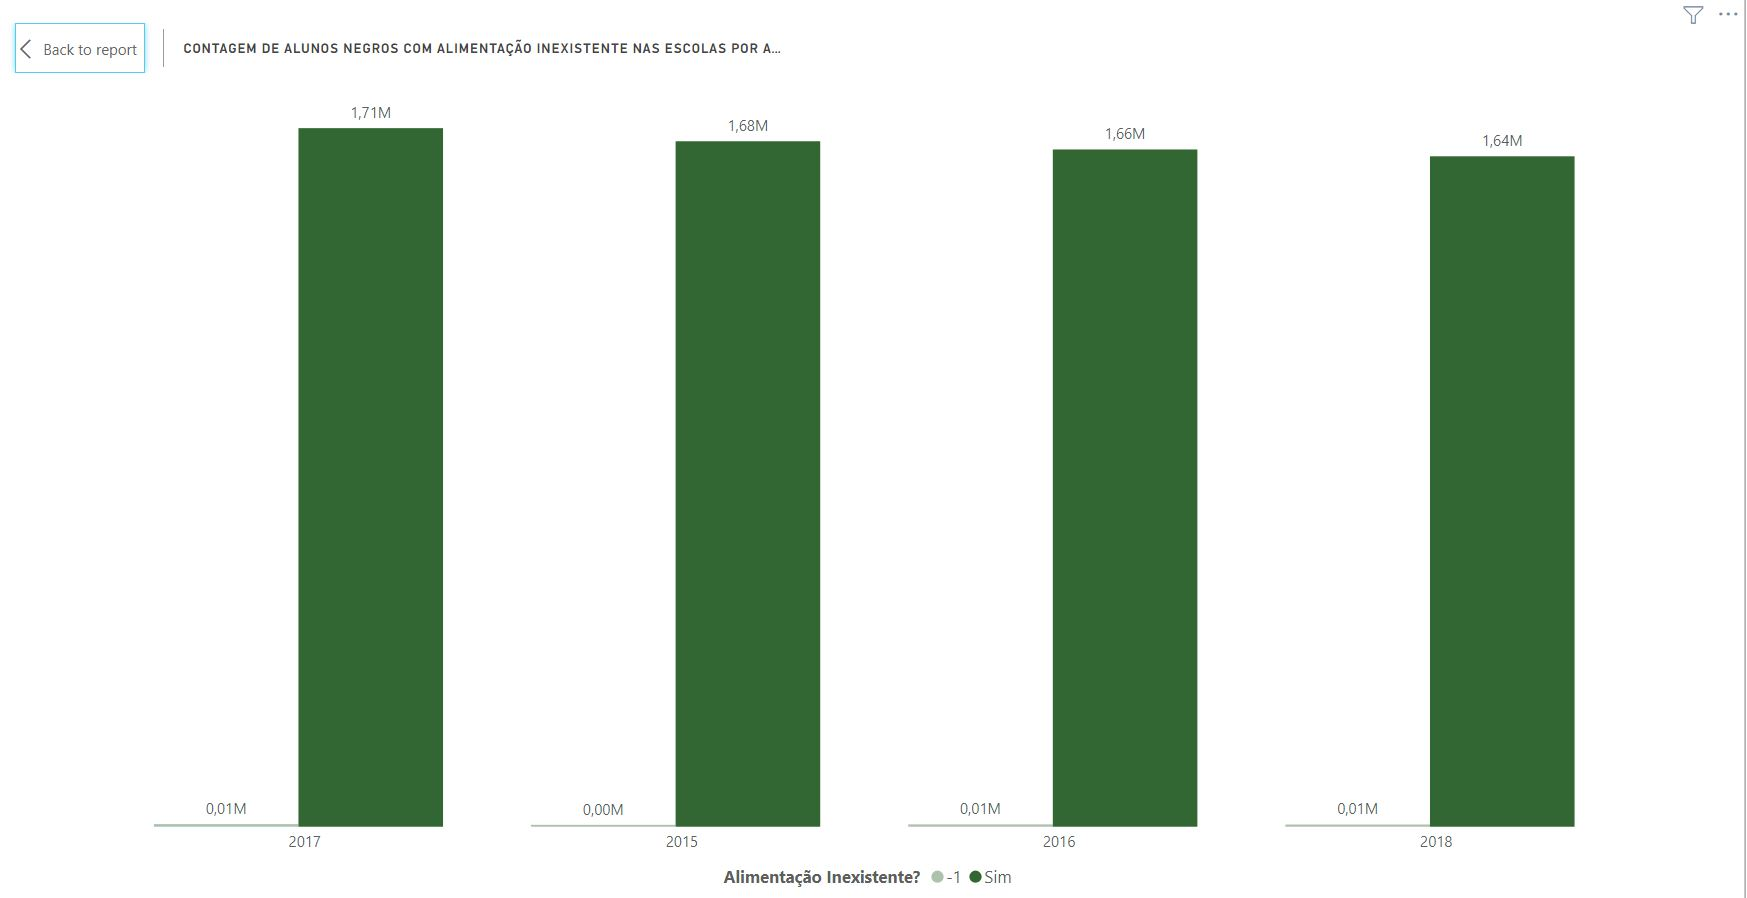 Back to report
CONTAGEM DE ALUNOS NEGROS COM ALIMENTAÇÃO INEXISTENTE NAS ESCOLAS POR A...
1,71M
1,68M
1,66M
1,64M
0,01M
0,00M
0,01M
0,01M
2017
2015
2016
2018
Alimentação Inexistente? -1 Sim